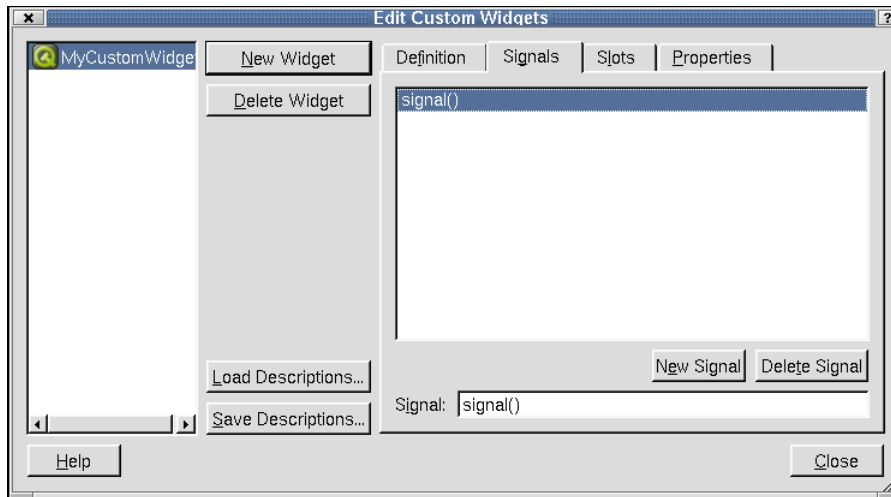 Edit Custom Widgets
?
MyCustomWidge
New Widget
Delete Widget
Load Descriptions...
Save Descriptions...
Definition
Signals
Slots
Properties
signal()
New Signal
Delete Signal
Signal: signal()
Help
Close